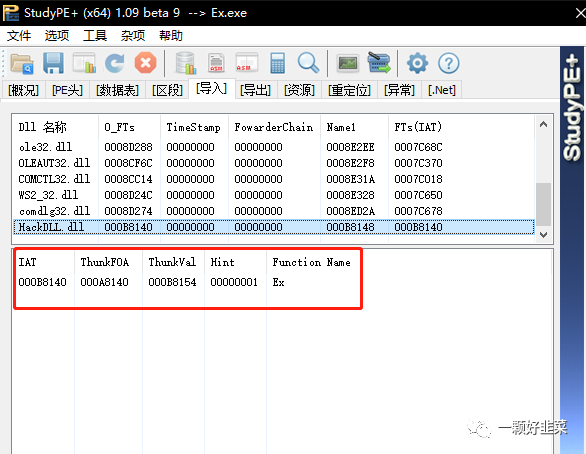 StudyPE+ (x64) 1.09 beta 9 --> Ex.exe
文件 选项 工具 杂项 帮助
ASM ASM
[概况] [PE头] [数据表] [区段] [导入] [导出] [资源] [重定位] [异常] [.Net]
Dll 名称 O_FTs TimeStamp FowarderChain Name1 FTs(IAT)
ole32.dll 0008D288 00000000 00000000 0008E2EE 0007C68C
OLEAUT32.dll 0008CF6C 00000000 00000000 0008E2F8 0007C370
COMCTL32.dll 0008CC14 00000000 00000000 0008E31A 0007C018
WS2_32.dll 0008D24C 00000000 00000000 0008E328 0007C650
comdlg32.dll 0008D274 00000000 00000000 0008ED2A 0007C678
HackDLL.dll 000B8140 00000000 00000000 000B8148 000B8140
IAT ThunkFOA ThunkVal Hint Function Name
000B8140 000A8140 000B8154 00000001 Ex
StudyPE+
一颗好韭菜